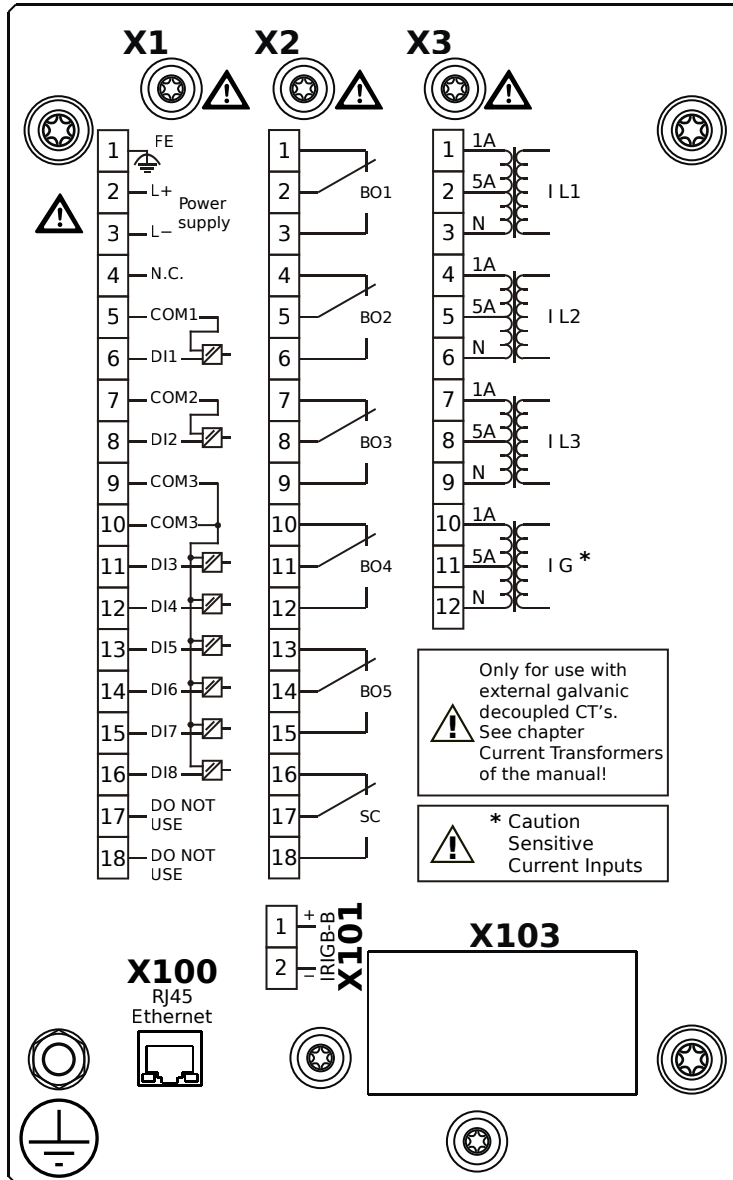 X1 X2 X3
1 FE
2 L+
Power
supply
3 L−
4 N.C.
5 COM1
6 DI1
7 COM2
8 DI2
9 COM3
10 COM3
11 DI3
12 DI4
13 DI5
14 DI6
15 DI7
16 DI8
17 DO NOT
USE
18 DO NOT
USE
1
2 BO1
3
4
5 BO2
6
7
8 BO3
9
10
11 BO4
12
13
14 BO5
15
16
17 SC
18
1 1A
2 5A I L1
3 N
4 1A
5 5A I L2
6 N
7 1A
8 5A I L3
9 N
10 1A
11 5A I G *
12 N
! Only for use with
external galvanic
decoupled CT's.
See chapter
Current Transformers
of the manual!
! * Caution
Sensitive
Current Inputs
1 +
2 −
IRIGB-B
X101
X103
X100
RJ45
Ethernet